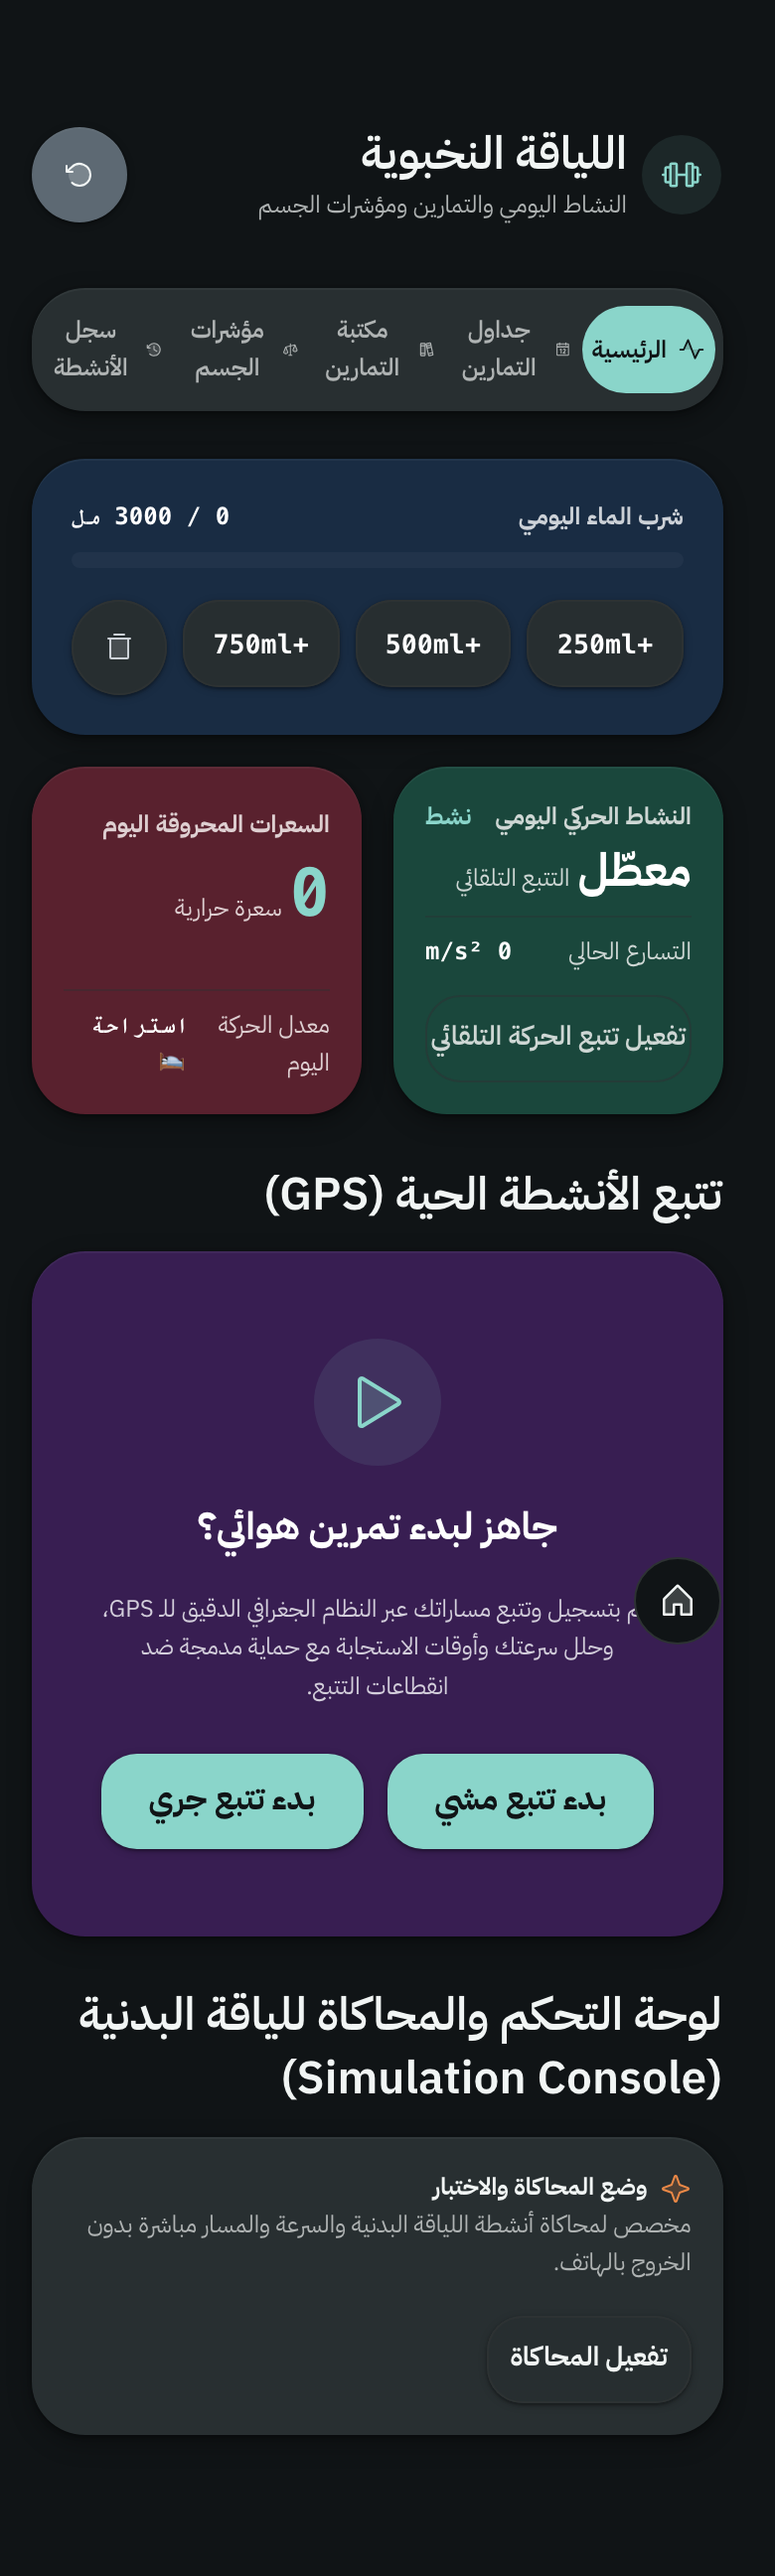 اللياقة النخبوية
النشاط اليومي والتمارين ومؤشرات الجسم
الرئيسية
جداول
التمارين
مكتبة
التمارين
مؤشرات
الجسم
سجل
الأنشطة
شرب الماء اليومي
0 / 3000 مل
+250ml
+500ml
+750ml
النشاط الحركي اليومي
نشط
معطّل التتبع التلقائي
التسارع الحالي
0 m/s²
تفعيل تتبع الحركة التلقائي
السعرات المحروقة اليوم
0 سعرة حرارية
معدل الحركة
اليوم
استراحة
🛌
تتبع الأنشطة الحية (GPS)
جاهز لبدء تمرين هوائي؟
بتسجيل وتتبع مساراتك عبر النظام الجغرافي الدقيق للـ GPS،
وحلل سرعتك وأوقات الاستجابة مع حماية مدمجة ضد
انقطاعات التتبع.
بدء تتبع مشي
بدء تتبع جري
لوحة التحكم والمحاكاة للياقة البدنية
(Simulation Console)
وضع المحاكاة والاختبار
مخصص لمحاكاة أنشطة اللياقة البدنية والسرعة والمسار مباشرة بدون
الخروج بالهاتف.
تفعيل المحاكاة